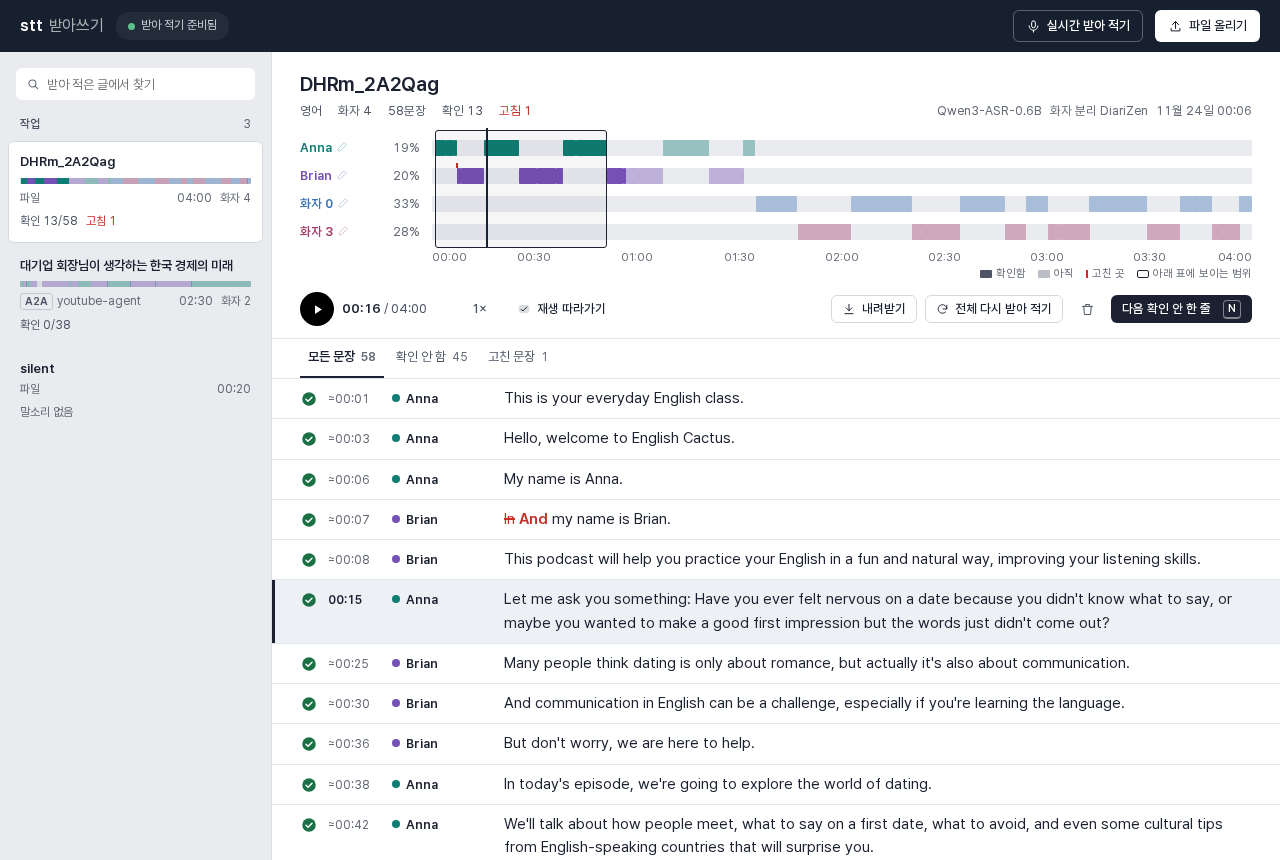 stt 받아쓰기
받아 적기 준비됨
실시간 받아 적기
파일 올리기
받아 적은 글에서 찾기
작업 3
DHRm_2A2Qag
파일 04:00 화자 4
확인 13/58 고침 1
대기업 회장님이 생각하는 한국 경제의 미래
A2A youtube-agent 02:30 화자 2
확인 0/38
silent
파일 00:20
말소리 없음
DHRm_2A2Qag
영어 화자 4 58문장 확인 13 고침 1
Qwen3-ASR-0.6B 화자 분리 DiariZen 11월 24일 00:06
Anna 19%
Brian 20%
화자 0 33%
화자 3 28%
00:00 00:30 01:00 01:30 02:00 02:30 03:00 03:30 04:00
확인함 아직 고친 곳 아래 표에 보이는 범위
00:16 / 04:00 1× 재생 따라가기
내려받기 전체 다시 받아 적기 다음 확인 안 한 줄 N
모든 문장 58 확인 안 함 45 고친 문장 1
≈00:01 Anna This is your everyday English class.
≈00:03 Anna Hello, welcome to English Cactus.
≈00:06 Anna My name is Anna.
≈00:07 Brian In And my name is Brian.
≈00:08 Brian This podcast will help you practice your English in a fun and natural way, improving your listening skills.
00:15 Anna Let me ask you something: Have you ever felt nervous on a date because you didn't know what to say, or
maybe you wanted to make a good first impression but the words just didn't come out?
≈00:25 Brian Many people think dating is only about romance, but actually it's also about communication.
≈00:30 Brian And communication in English can be a challenge, especially if you're learning the language.
≈00:36 Brian But don't worry, we are here to help.
≈00:38 Anna In today's episode, we're going to explore the world of dating.
≈00:42 Anna We'll talk about how people meet, what to say on a first date, what to avoid, and even some cultural tips
from English-speaking countries that will surprise you.